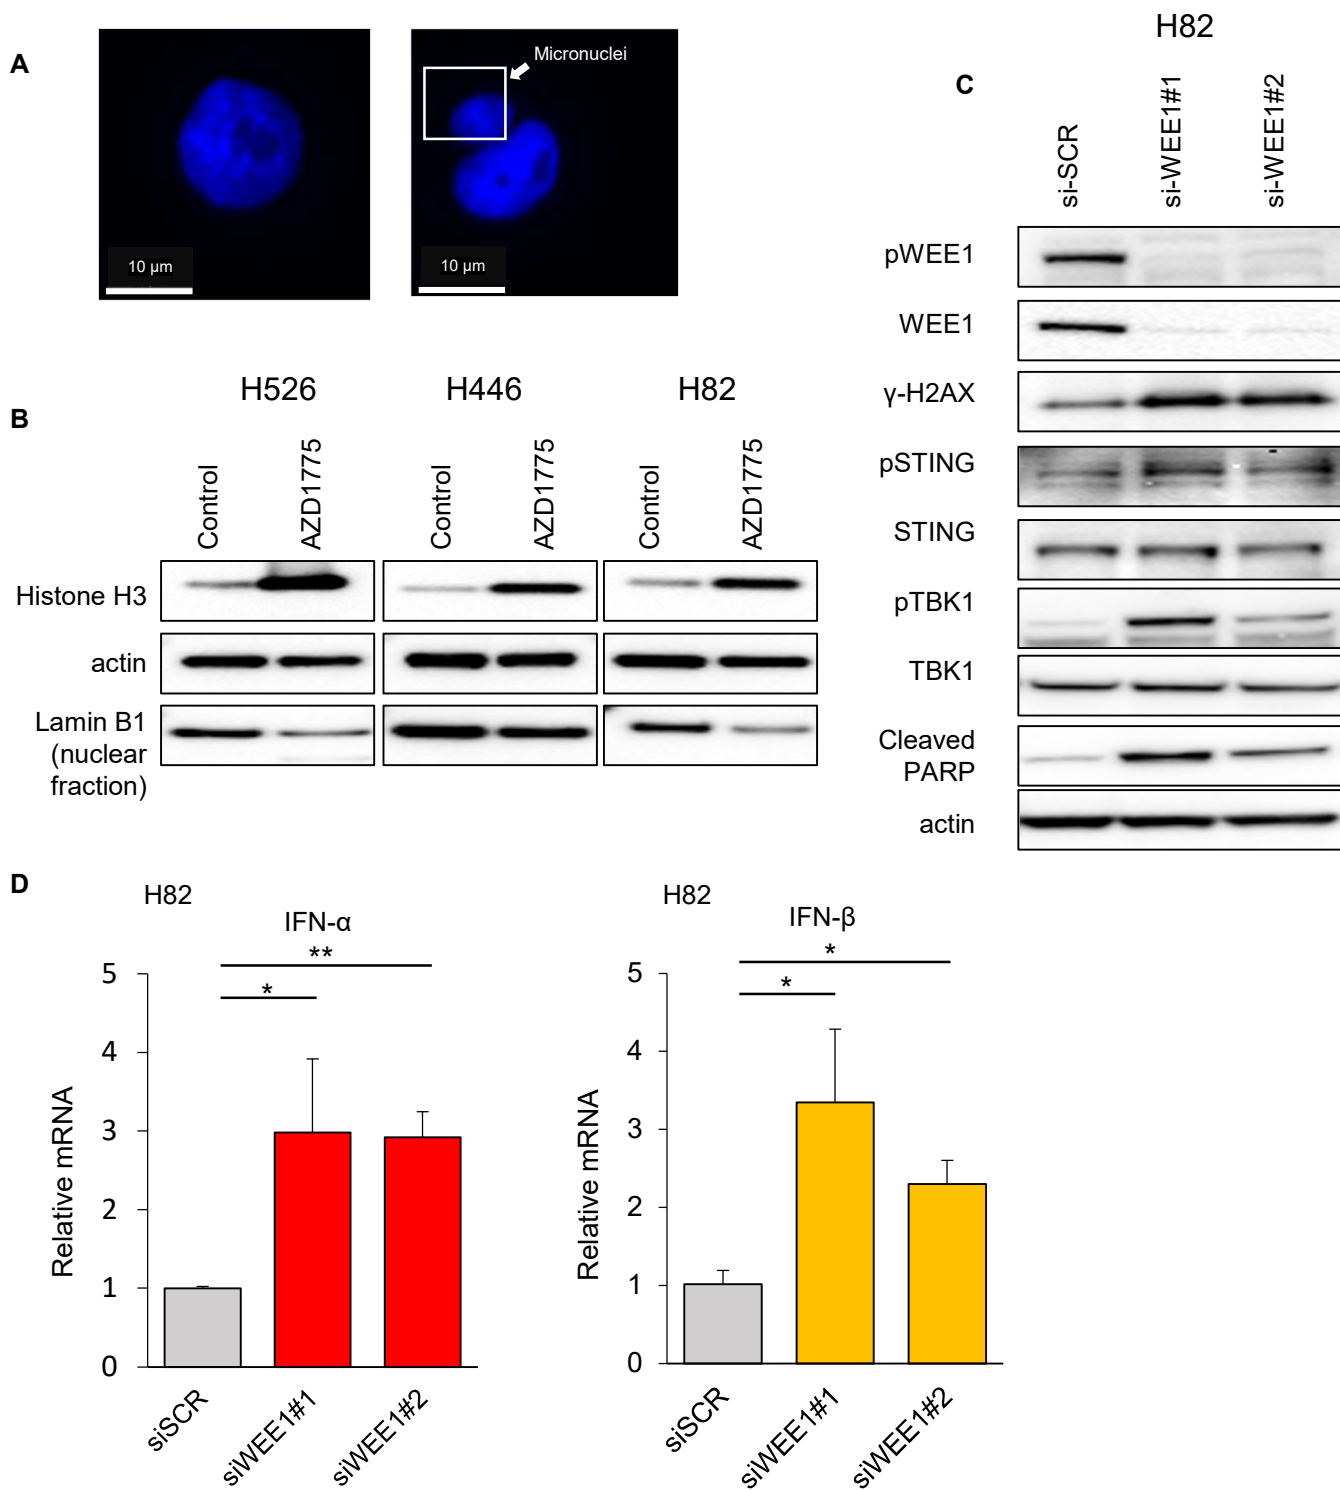 A
Micronuclei
10 µm
10 µm
B
H526
H446
H82
Control
AZD1775
Control
AZD1775
Control
AZD1775
Histone H3
actin
Lamin B1
(nuclear
fraction)
H82
C
si-SCR
si-WEE1#1
si-WEE1#2
pWEE1
WEE1
γ-H2AX
pSTING
STING
pTBK1
TBK1
Cleaved
PARP
actin
D
H82
IFN-α
**
*
5
4
3
2
1
0
Relative mRNA
siSCR
siWEE1#1
siWEE1#2
H82
IFN-β
*
*
5
4
3
2
1
0
Relative mRNA
siSCR
siWEE1#1
siWEE1#2